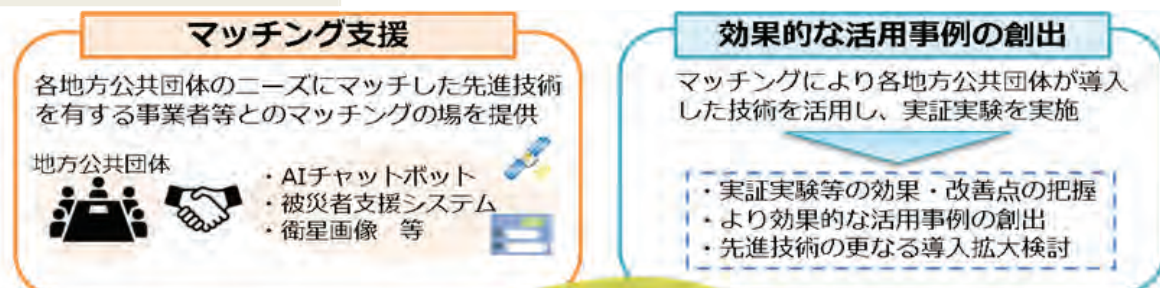 マッチング支援
各地方公共団体のニーズにマッチした先進技術
を有する事業者等とのマッチングの場を提供
地方公共団体
・AIチャットボット
・被災者支援システム
・衛星画像 等
効果的な活用事例の創出
マッチングにより各地方公共団体が導入
した技術を活用し、実証実験を実施
・実証実験等の効果・改善点の把握
・より効果的な活用事例の創出
・先進技術の更なる導入拡大検討